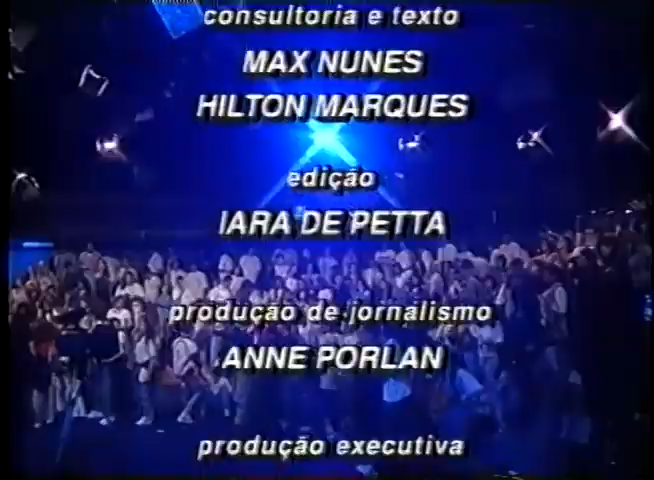 consultoria e texto
MAX NUNES
HILTON MARQUES
edição
IARA DE PETTA
produção de jornalismo
ANNE PORLAN
produção executiva